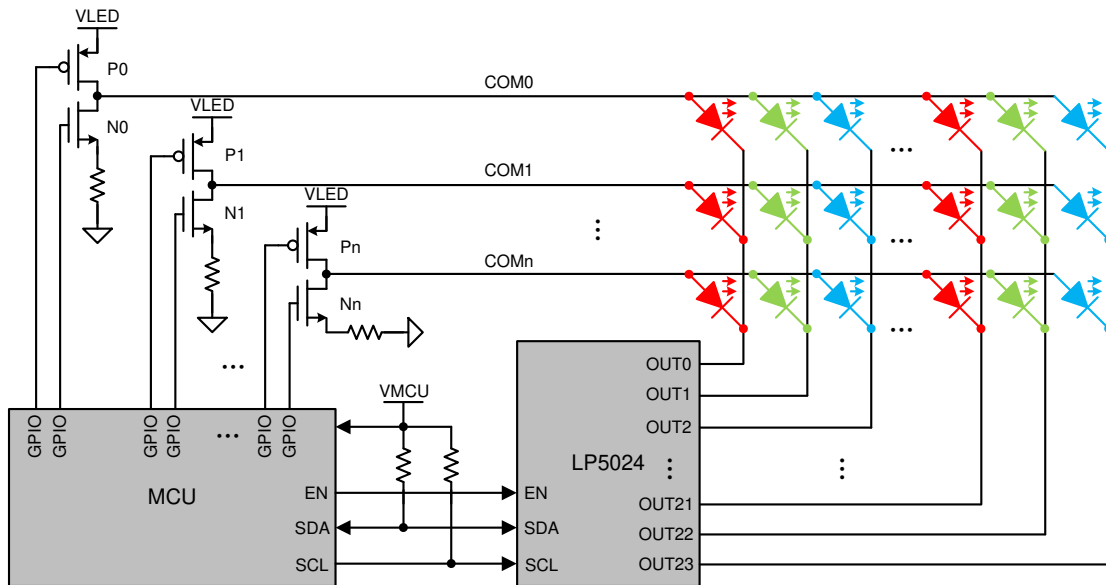 VLED
P0
N0
COM0
VLED
P1
N1
COM1
VLED
Pn
Nn
COMn
...
...
...
...
...
VMCU
GPIO
GPIO
GPIO
GPIO
...
GPIO
GPIO
MCU
EN
SDA
SCL
LP5024
EN
SDA
SCL
OUT0
OUT1
OUT2
...
...
OUT21
OUT22
OUT23